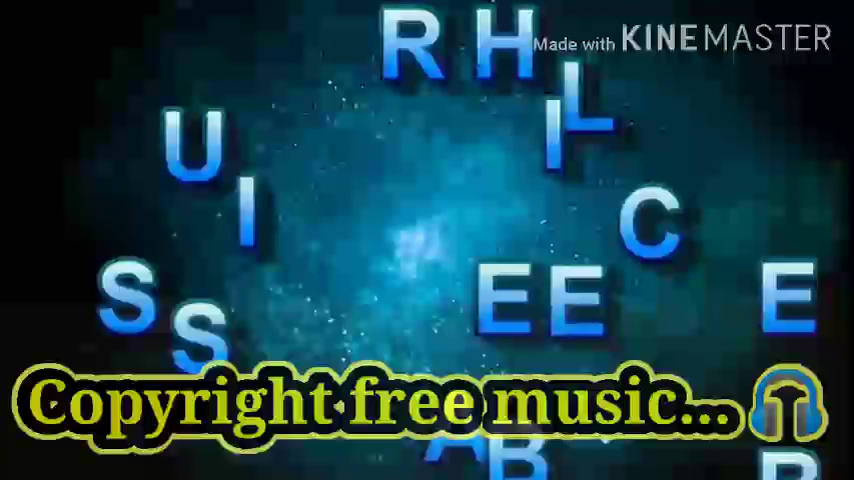 R H
Made with KINEMASTER
L
I
U
I
C
S
S
E E
E
Copyright free music...
A
B
R